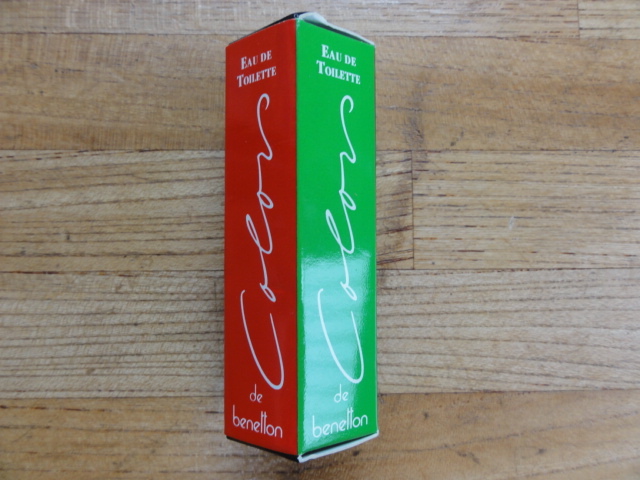 EAU DE
TOILETTE
Colors
de
benetton
EAU DE
TOILETTE
Colors
de
benetton